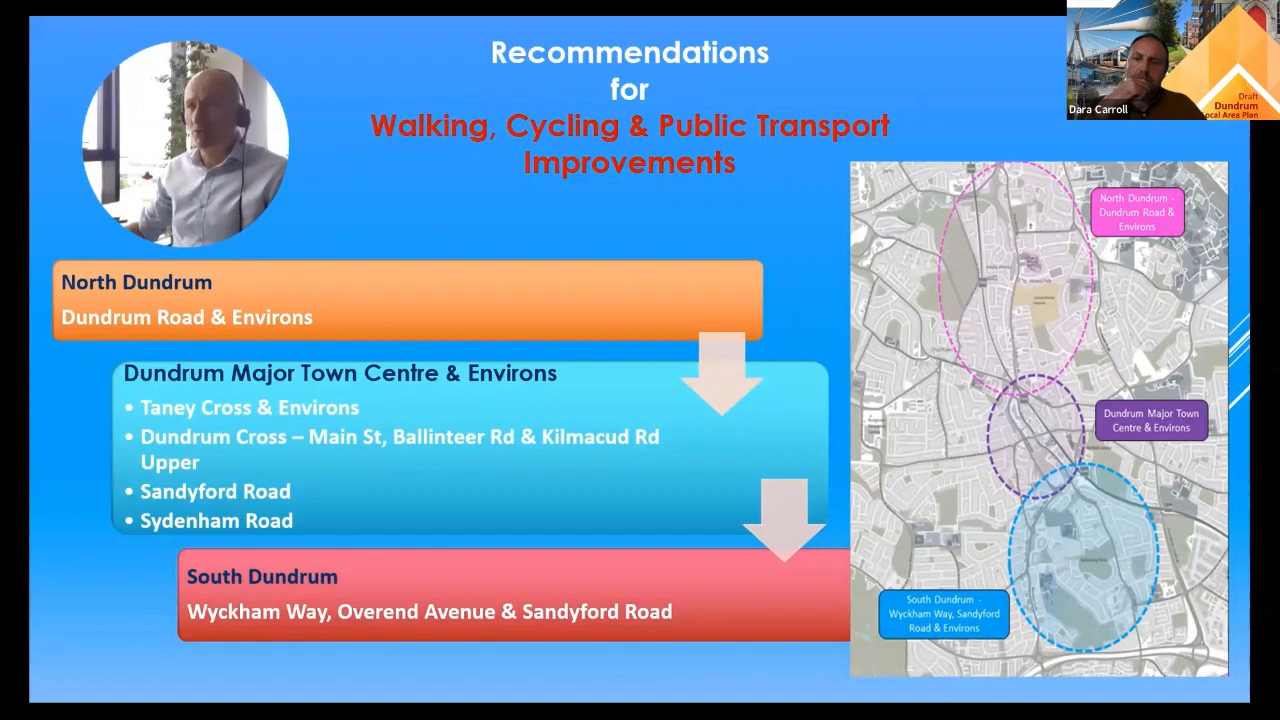 Recommendations
for
Walking, Cycling & Public Transport
Improvements
Dara Carroll
Draft
Dundrum
Local Area Plan
North Dundrum
Dundrum Road & Environs
Dundrum Major Town Centre & Environs
• Taney Cross & Environs
• Dundrum Cross – Main St, Ballinteer Rd & Kilmacud Rd
Upper
• Sandyford Road
• Sydenham Road
South Dundrum
Wyckham Way, Overend Avenue & Sandyford Road
North Dundrum -
Dundrum Road &
Environs
Dundrum Major Town
Centre & Environs
South Dundrum -
Wyckham Way, Sandyford
Road & Environs